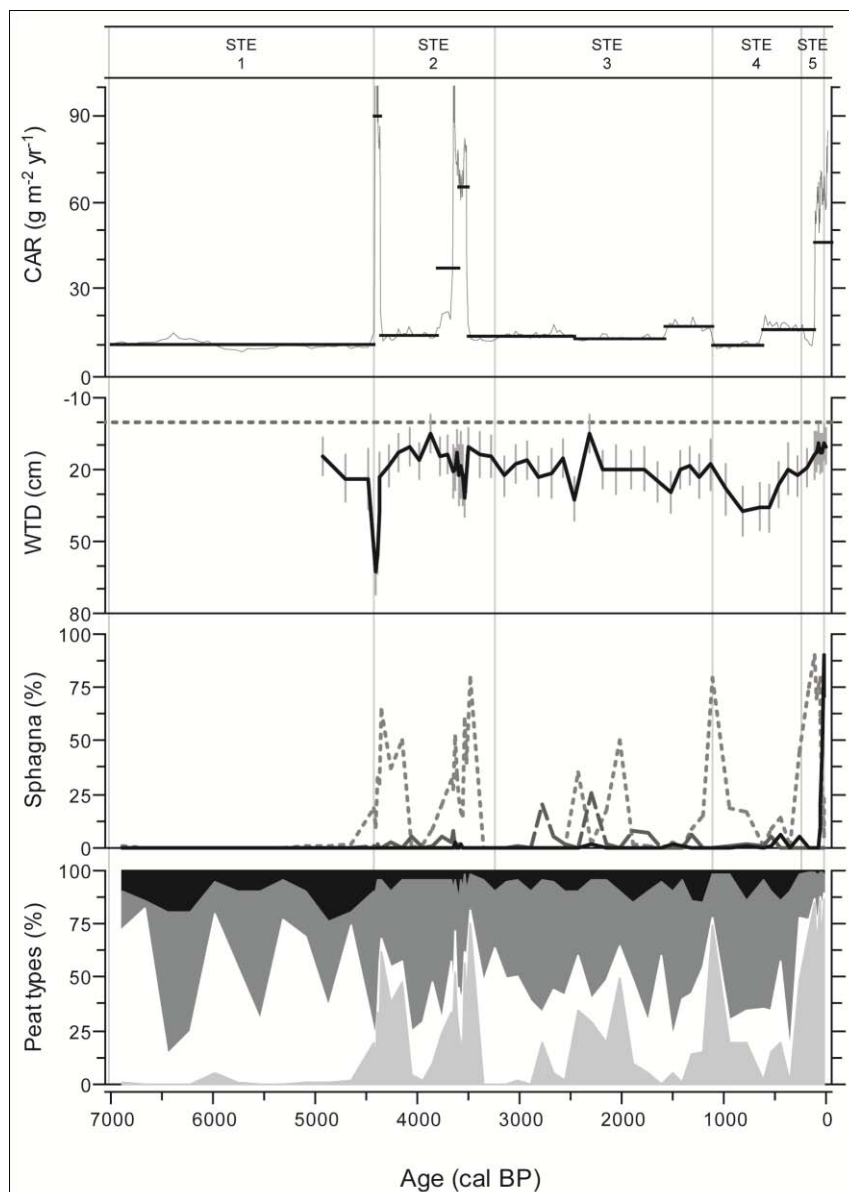 STE 1
STE 2
STE 3
STE 4
STE 5
CAR (g m-2 yr-1)
90
60
30
0
WTD (cm)
-10
20
50
80
Sphagna (%)
100
75
50
25
0
Peat types (%)
100
75
50
25
0
7000 6000 5000 4000 3000 2000 1000 0
Age (cal BP)